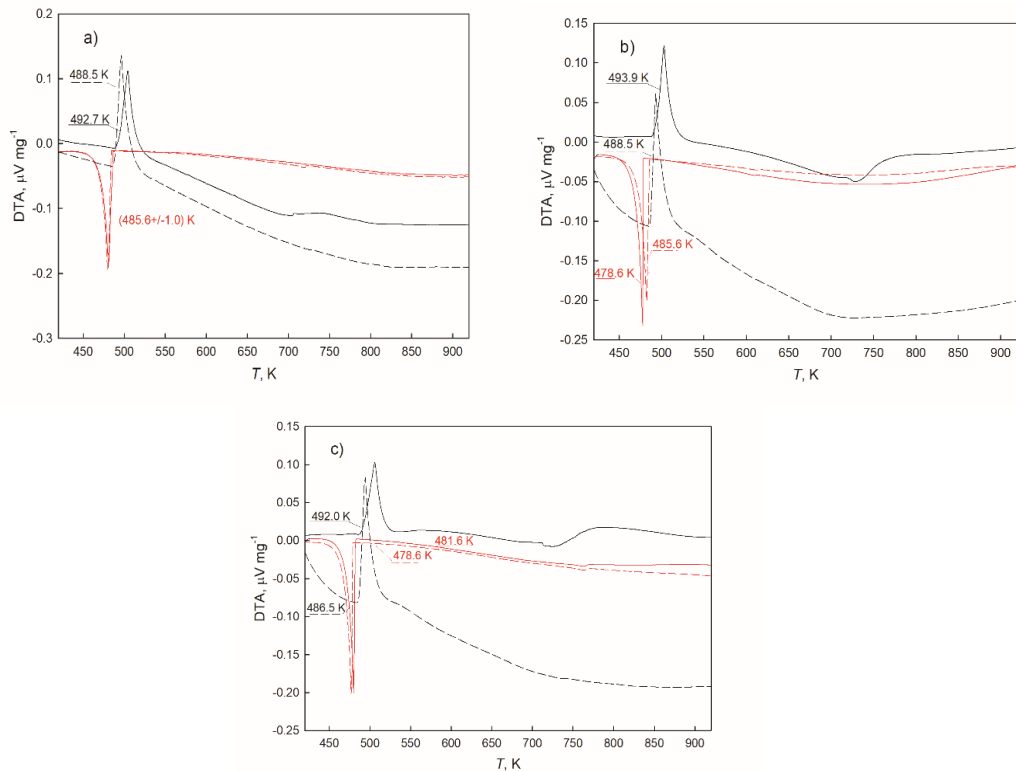 a)
0.2
0.1
0.0
-0.1
-0.2
-0.3
DTA, µV mg⁻¹
488.5 K
492.7 K
(485.6+/-1.0) K
450 500 550 600 650 700 750 800 850 900
T, K
b)
0.15
0.10
0.05
0.00
-0.05
-0.10
-0.15
-0.20
-0.25
DTA, µV mg⁻¹
493.9 K
488.5 K
485.6 K
478.6 K
450 500 550 600 650 700 750 800 850 900
T, K
c)
0.15
0.10
0.05
0.00
-0.05
-0.10
-0.15
-0.20
-0.25
DTA, µV mg⁻¹
492.0 K
481.6 K
478.6 K
486.5 K
450 500 550 600 650 700 750 800 850 900
T, K